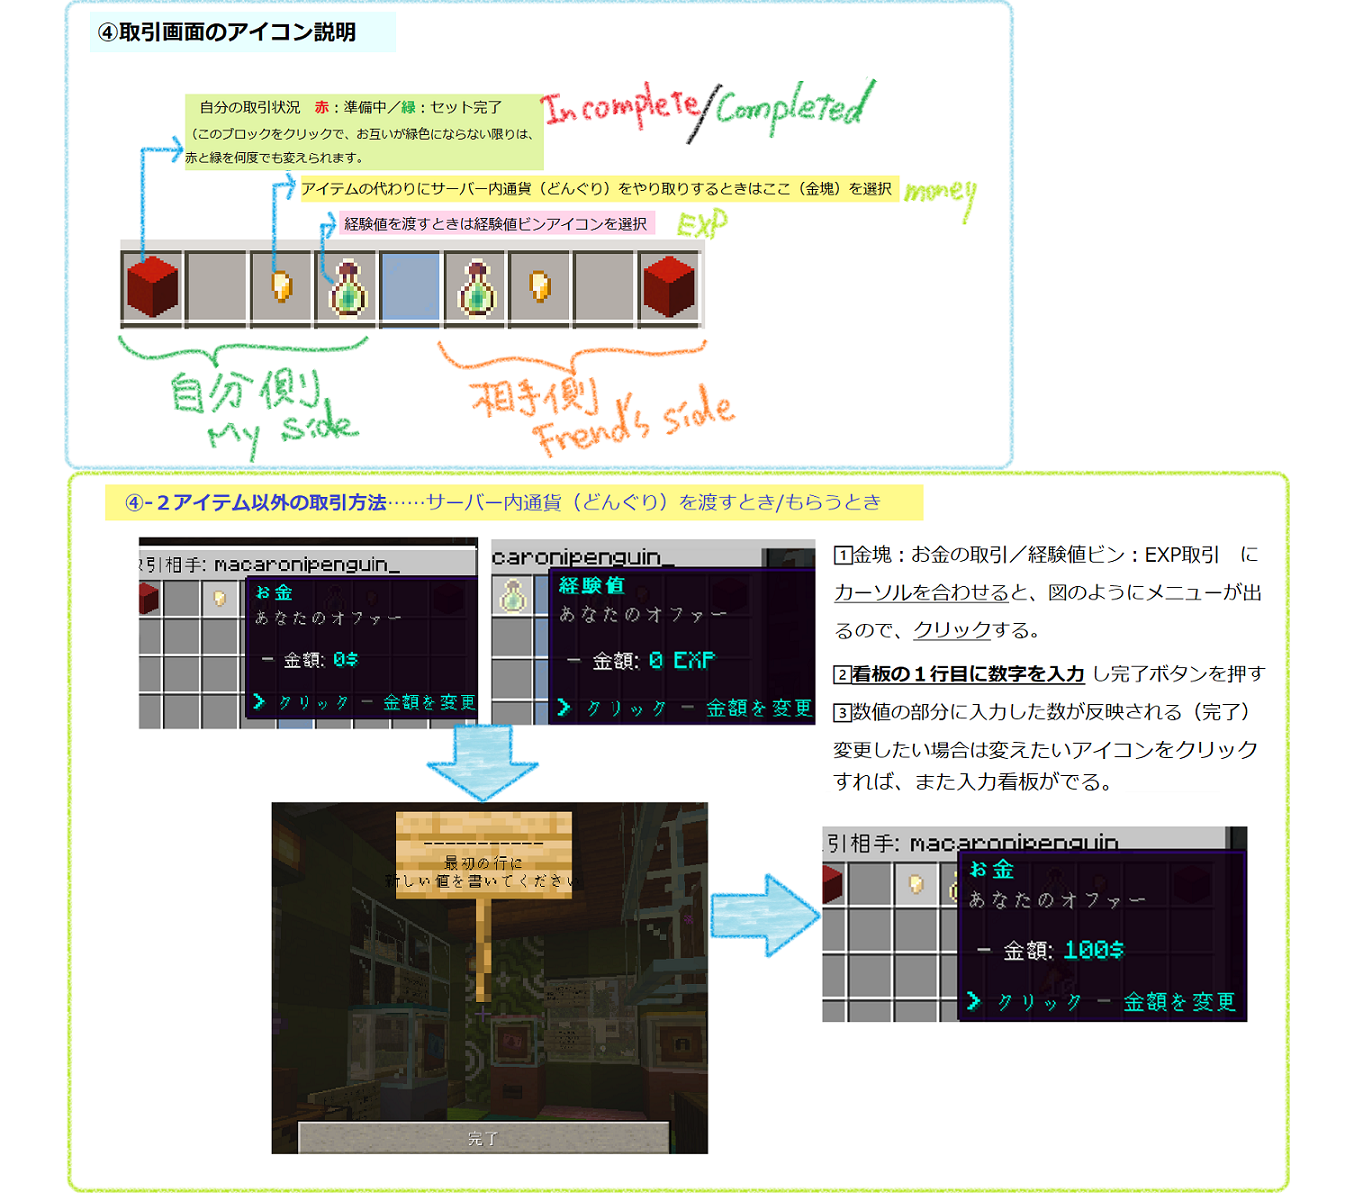 ④取引画面のアイコン説明
自分の取引状況　赤：準備中／緑：セット完了
（このブロックをクリックで、お互いが緑色にならない限りは、
赤と緑を何度でも変えられます。
Incomplete/Completed
アイテムの代わりにサーバー内通貨（どんぐり）をやり取りするときはここ（金塊）を選択
money
経験値を渡すときは経験値ビンアイコンを選択
EXP
自分側
My side
相手側
Frend's side
④-２アイテム以外の取引方法……サーバー内通貨（どんぐり）を渡すとき/もらうとき
引相手: macaronipenguin_
お金
あなたのオファー
- 金額: 0$
> クリック - 金額を変更
caronipenguin_
経験値
あなたのオファー
- 金額: 0 EXP
> クリック - 金額を変更
1金塊：お金の取引／経験値ビン：EXP取引　に
カーソルを合わせると、図のようにメニューが出
るので、クリックする。
2看板の１行目に数字を入力 し完了ボタンを押す
3数値の部分に入力した数が反映される（完了）
変更したい場合は変えたいアイコンをクリック
すれば、また入力看板がでる。
------------
最初の行に
新しい値を書いてください
完了
引相手: macaronipenguin
お金
あなたのオファー
- 金額: 100$
> クリック - 金額を変更